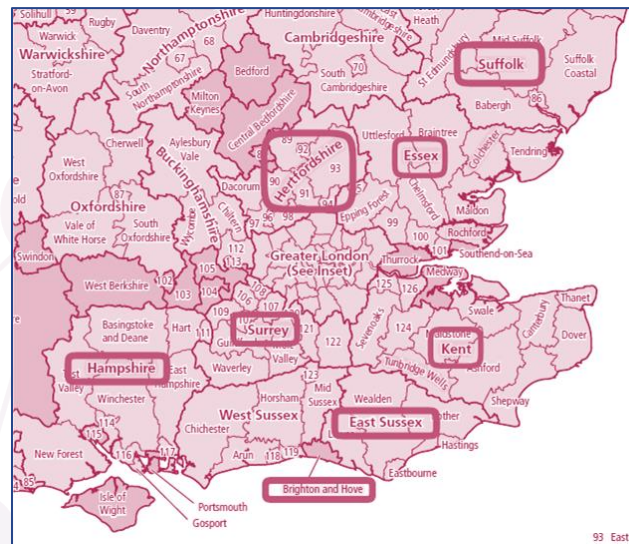 Solihull
59
Rugby
Daventry
Northamptonshire
68
Huntingdonshire
Cambridgeshire
East
Heath
Mid Suffolk
Warwick
Warwickshire
Stratford-
on-Avon
67
South
Northamptonshire
Bedford
Cambridgeshire
70
South
Cambridgeshire
St Edmundsbury
Suffolk
Suffolk
Coastal
Babergh
86
Milton
Keynes
Central Bedfordshire
Cherwell
Aylesbury
Vale
Buckinghamshire
89
92
Hertfordshire
93
90
91
94
Uttlesford
Braintree
Essex
Colchester
Tendring
West
Oxfordshire
87
Oxfordshire
Dacorum
Chiltern
97
96
98
95
Epping Forest
Chelmsford
Maldon
Vale of
White Horse
South
Oxfordshire
Wycombe
112
113
99
100
101
Rochford
Southend-on-Sea
Swindon
Greater London
(See Inset)
Thurrock
Medway
West Berkshire
102
103
105
104
106
108
107
109
125
126
Swale
Thanet
Canterbury
Dover
Basingstoke
and Deane
Hart
111
Surrey
Guildford
121
122
Sevenoaks
124
Maidstone
Kent
Ashford
Hampshire
Test
Valley
East
Hampshire
Waverley
Valley
Tunbridge Wells
Shepway
Winchester
123
Horsham
Mid
Sussex
Wealden
West Sussex
Chichester
East Sussex
Rother
Hastings
114
115
116
117
New Forest
Arun
118
119
Eastbourne
85
Isle of
Wight
Portsmouth
Gosport
Brighton and Hove
93 East